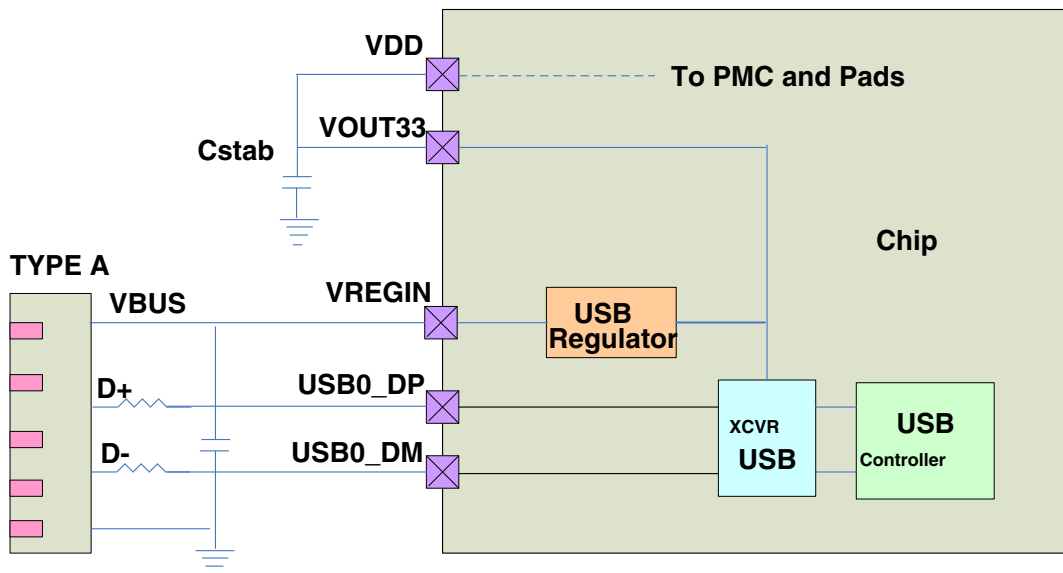 VDD
To PMC and Pads
VOUT33
Cstab
Chip
TYPE A
VBUS
VREGIN
USB
Regulator
D+
USB0_DP
D-
USB0_DM
XCVR
USB
USB
Controller